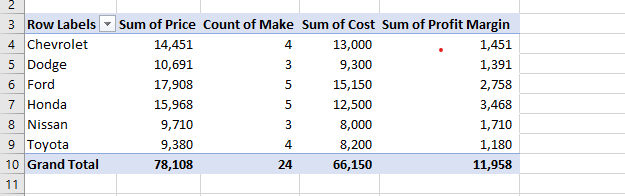 2
3 Row Labels Sum of Price Count of Make Sum of Cost Sum of Profit Margin
4 Chevrolet 14,451 4 13,000 1,451
5 Dodge 10,691 3 9,300 1,391
6 Ford 17,908 5 15,150 2,758
7 Honda 15,968 5 12,500 3,468
8 Nissan 9,710 3 8,000 1,710
9 Toyota 9,380 4 8,200 1,180
10 Grand Total 78,108 24 66,150 11,958
11